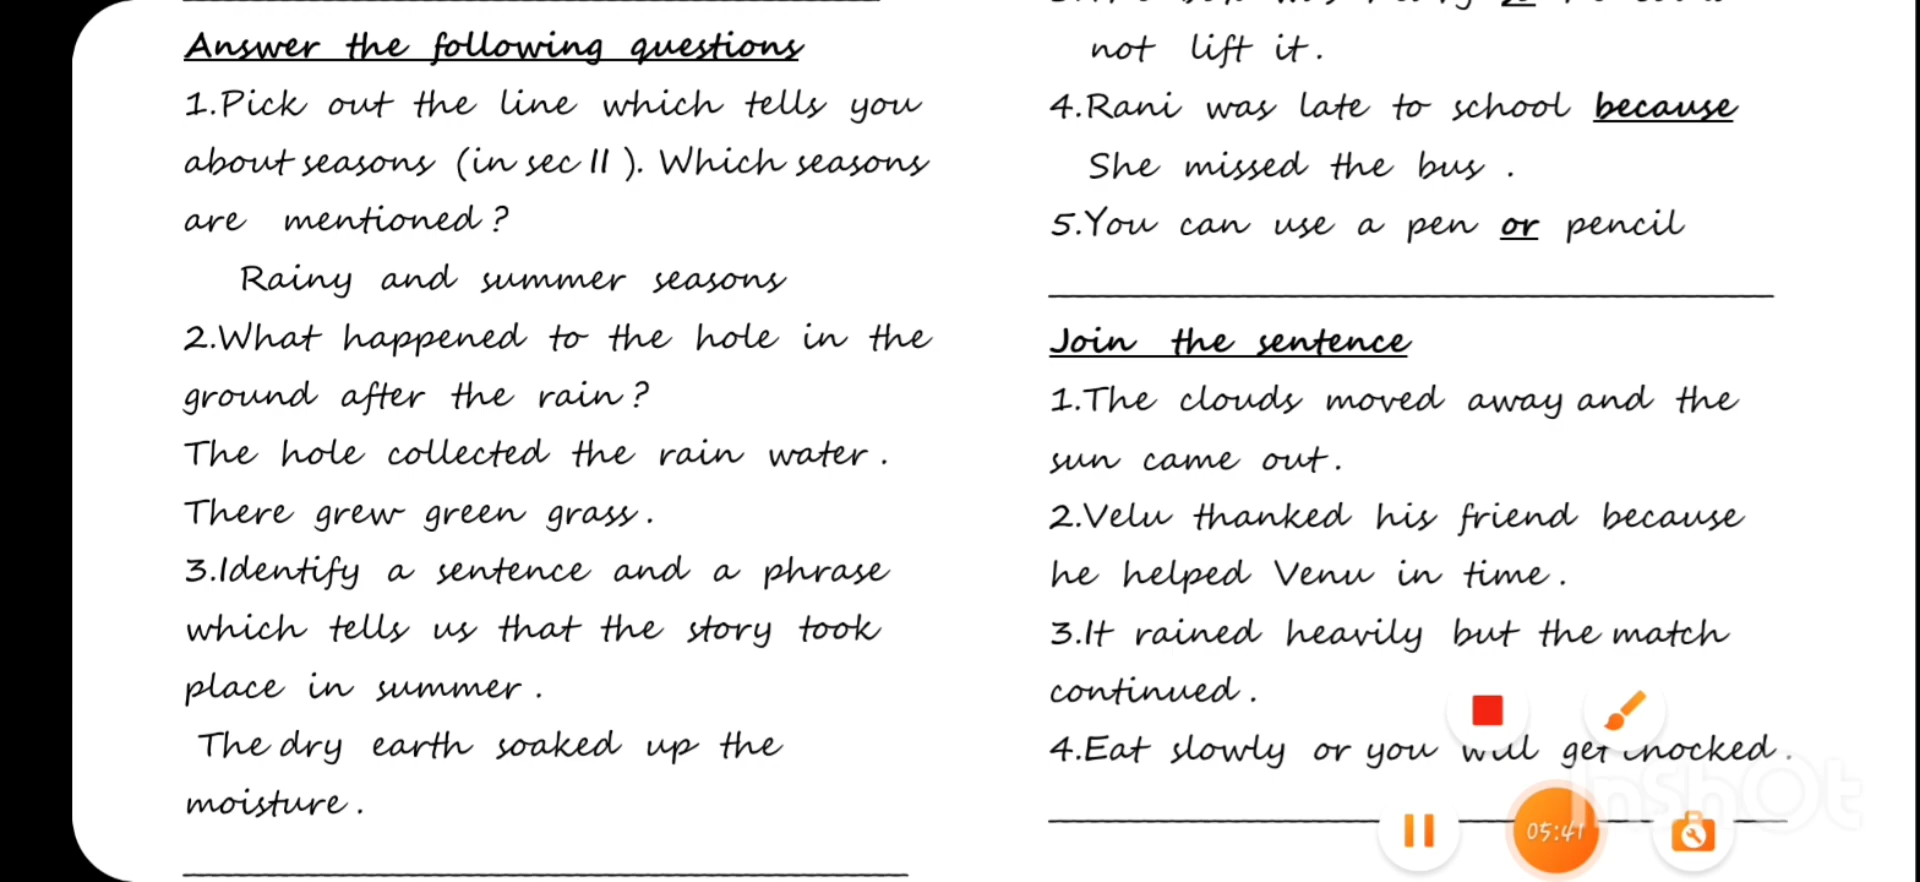 Answer the following questions
1.Pick out the line which tells you
about seasons (in sec II ). Which seasons
are mentioned ?
Rainy and summer seasons
2.What happened to the hole in the
ground after the rain ?
The hole collected the rain water .
There grew green grass .
3.Identify a sentence and a phrase
which tells us that the story took
place in summer .
The dry earth soaked up the
moisture .
not lift it .
4.Rani was late to school because
She missed the bus .
5.You can use a pen or pencil
Join the sentence
1.The clouds moved away and the
sun came out .
2.Velu thanked his friend because
he helped Venu in time .
3.It rained heavily but the match
continued .
4.Eat slowly or you will get chocked .
InShOt
05:41